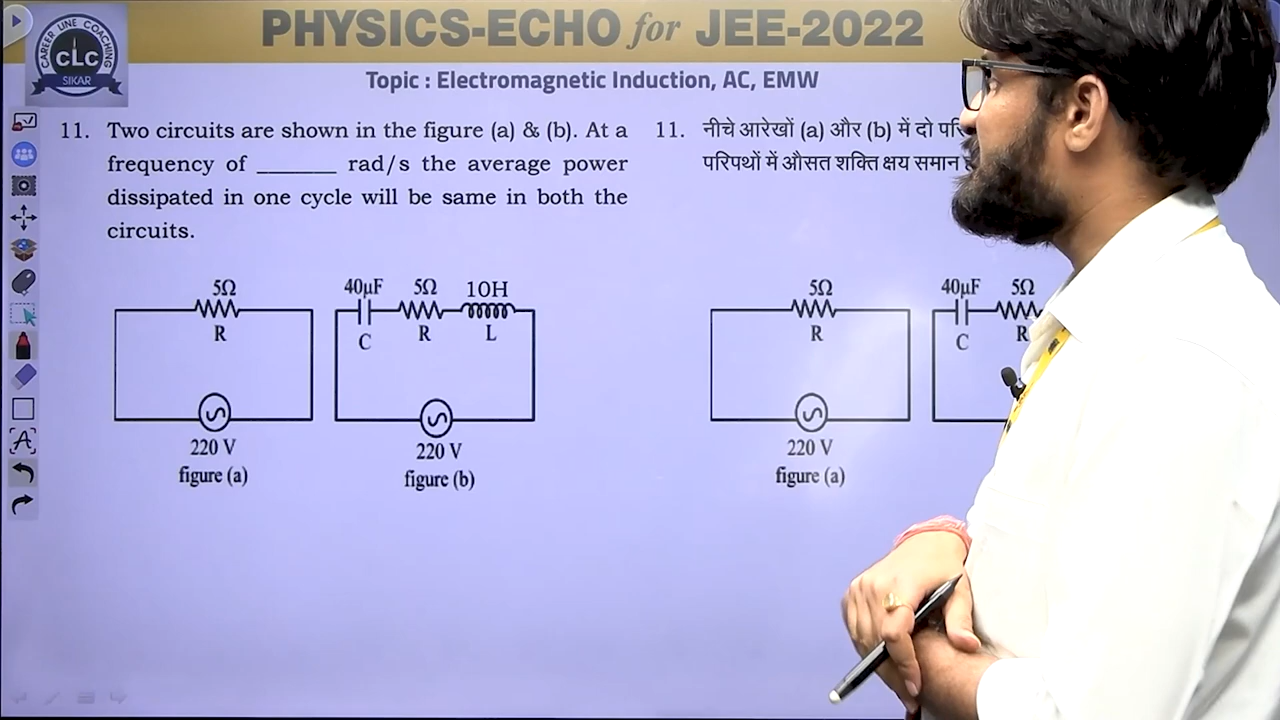 PHYSICS-ECHO for JEE-2022
CAREER LINE COACHING
CLC
SIKAR
Topic : Electromagnetic Induction, AC, EMW
11. Two circuits are shown in the figure (a) & (b). At a
frequency of ______ rad/s the average power
dissipated in one cycle will be same in both the
circuits.
5Ω
R
220 V
figure (a)
40μF 5Ω 10H
C R L
220 V
figure (b)
11. नीचे आरेखों (a) और (b) में दो
परिपथों में औसत शक्ति क्षय समान
5Ω
R
220 V
figure (a)
40μF 5Ω
C R